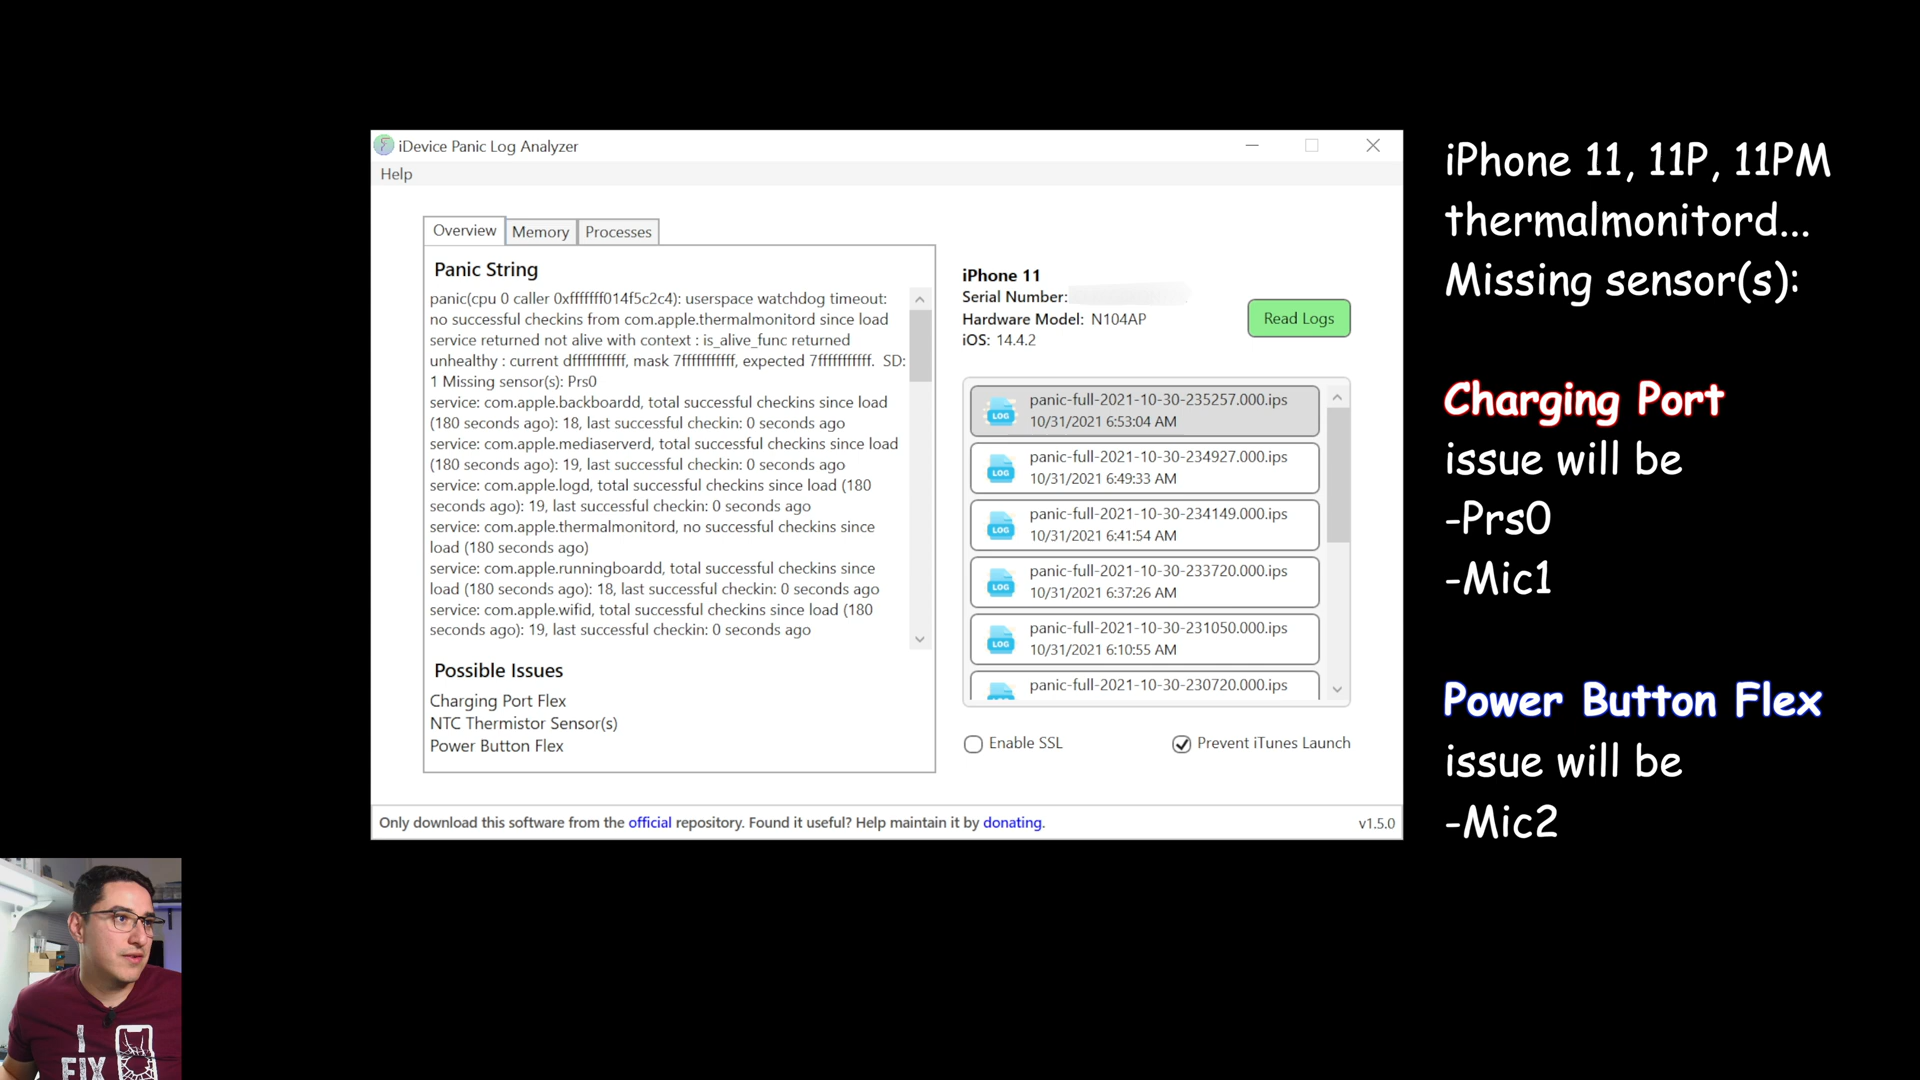 iDevice Panic Log Analyzer
Help
Overview
Memory
Processes
Panic String
panic(cpu 0 caller 0xfffffff014f5c2c4): userspace watchdog timeout:
no successful checkins from com.apple.thermalmonitord since load
service returned not alive with context : is_alive_func returned
unhealthy : current dfffffffffff, mask 7fffffffffff, expected 7fffffffffff. SD:
1 Missing sensor(s): Prs0
service: com.apple.backboardd, total successful checkins since load
(180 seconds ago): 18, last successful checkin: 0 seconds ago
service: com.apple.mediaserverd, total successful checkins since load
(180 seconds ago): 19, last successful checkin: 0 seconds ago
service: com.apple.logd, total successful checkins since load (180
seconds ago): 19, last successful checkin: 0 seconds ago
service: com.apple.thermalmonitord, no successful checkins since
load (180 seconds ago)
service: com.apple.runningboardd, total successful checkins since
load (180 seconds ago): 18, last successful checkin: 0 seconds ago
service: com.apple.wifid, total successful checkins since load (180
seconds ago): 19, last successful checkin: 0 seconds ago
Possible Issues
Charging Port Flex
NTC Thermistor Sensor(s)
Power Button Flex
iPhone 11
Serial Number:
Hardware Model: N104AP
iOS: 14.4.2
Read Logs
LOG
panic-full-2021-10-30-235257.000.ips
10/31/2021 6:53:04 AM
LOG
panic-full-2021-10-30-234927.000.ips
10/31/2021 6:49:33 AM
LOG
panic-full-2021-10-30-234149.000.ips
10/31/2021 6:41:54 AM
LOG
panic-full-2021-10-30-233720.000.ips
10/31/2021 6:37:26 AM
LOG
panic-full-2021-10-30-231050.000.ips
10/31/2021 6:10:55 AM
panic-full-2021-10-30-230720.000.ips
Enable SSL
Prevent iTunes Launch
Only download this software from the official repository. Found it useful? Help maintain it by donating.
v1.5.0
iPhone 11, 11P, 11PM
thermalmonitord...
Missing sensor(s):
Charging Port
issue will be
-Prs0
-Mic1
Power Button Flex
issue will be
-Mic2
I
FIX